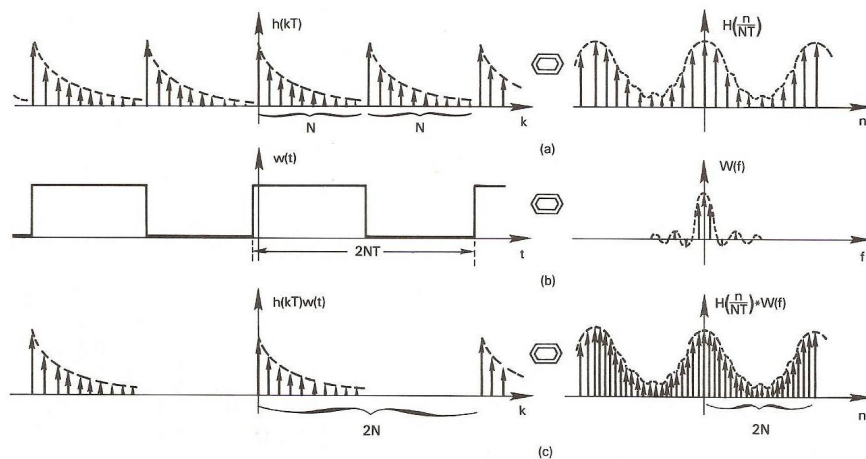 h(kT)
H(n/NT)
N
N
k
n
(a)
w(t)
W(f)
2NT
t
f
(b)
h(kT)w(t)
H(n/NT)*W(f)
k
n
2N
2N
(c)